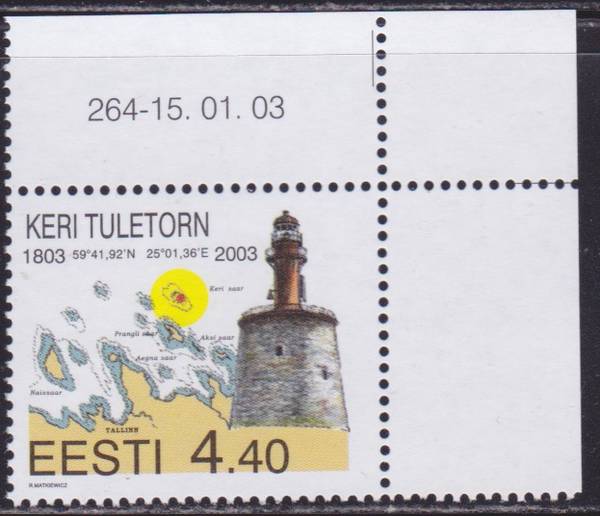 264-15. 01. 03
KERI TULETORN
1803 59°41,92'N 25°01,36'E 2003
Keri saar
Prangli saar
Aksi saar
Aegna saar
Naissaar
TALLINN
EESTI 4.40
R.MATKIEWICZ